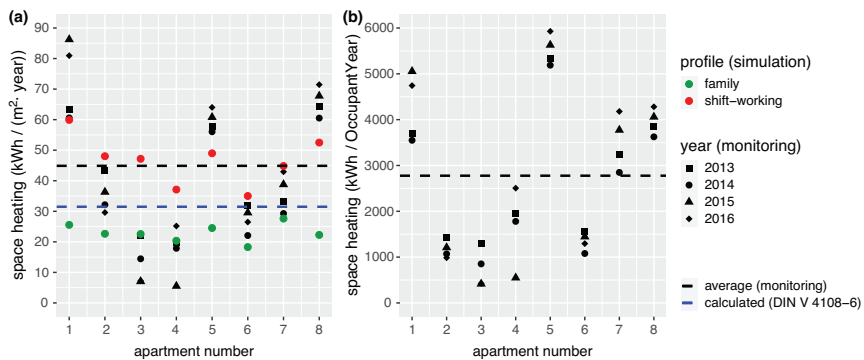 (a)
space heating (kWh / (m²· year))
90
80
70
60
50
40
30
20
10
0
1 2 3 4 5 6 7 8
apartment number
(b)
space heating (kWh / OccupantYear)
6000
5000
4000
3000
2000
1000
0
1 2 3 4 5 6 7 8
apartment number
profile (simulation)
family
shift−working
year (monitoring)
2013
2014
2015
2016
average (monitoring)
calculated (DIN V 4108−6)